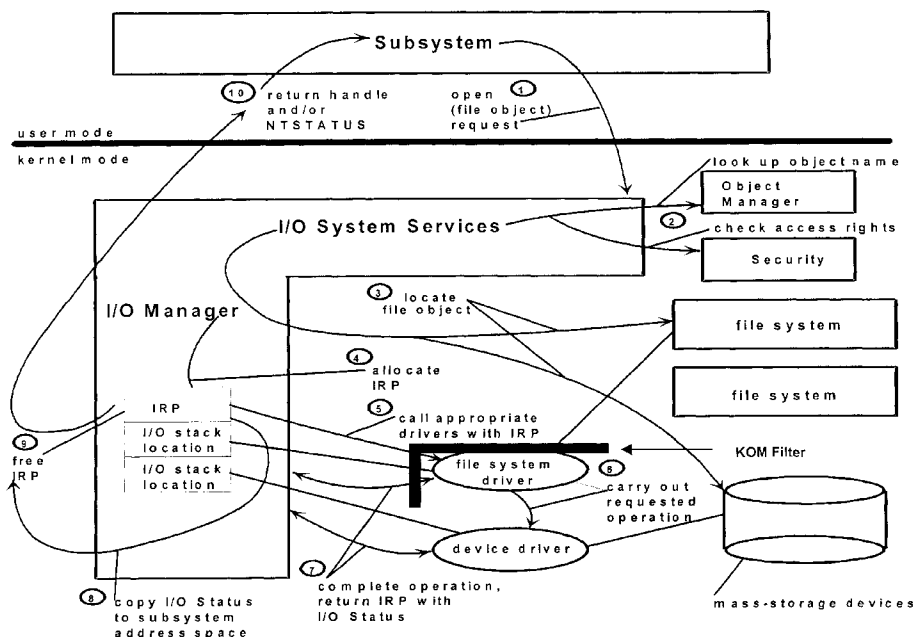 Subsystem
10
return handle
and/or
NTSTATUS
1
open
(file object)
request
user mode
kernel mode
look up object name
Object
Manager
2
check access rights
Security
I/O System Services
3
locate
file object
I/O Manager
file system
4
allocate
IRP
file system
IRP
5
call appropriate
drivers with IRP
I/O stack
location
I/O stack
location
9
free
IRP
KOM Filter
file system
driver
6
carry out
requested
operation
device driver
7
complete operation,
return IRP with
I/O Status
8
copy I/O Status
to subsystem
address space
mass-storage devices